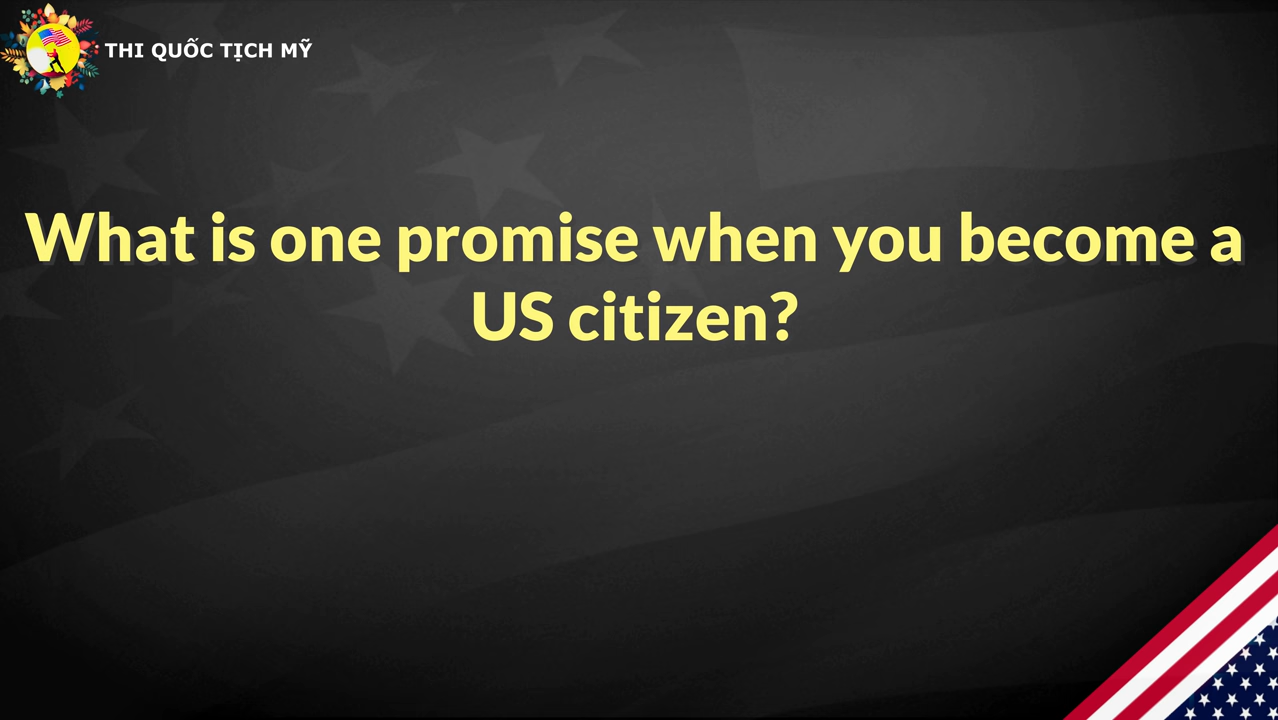 THI QUỐC TỊCH MỸ
What is one promise when you become a
US citizen?